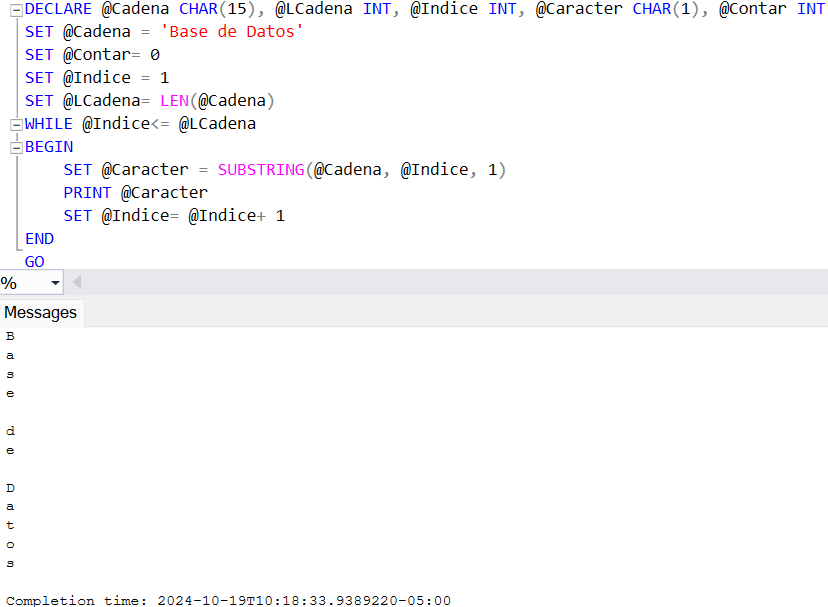 DECLARE @Cadena CHAR(15), @LCadena INT, @Indice INT, @Caracter CHAR(1), @Contar INT
SET @Cadena = 'Base de Datos'
SET @Contar= 0
SET @Indice = 1
SET @LCadena= LEN(@Cadena)
WHILE @Indice<= @LCadena
BEGIN
    SET @Caracter = SUBSTRING(@Cadena, @Indice, 1)
    PRINT @Caracter
    SET @Indice= @Indice+ 1
END
GO
%
Messages
B
a
s
e
d
e
D
a
t
o
s
Completion time: 2024-10-19T10:18:33.9389220-05:00